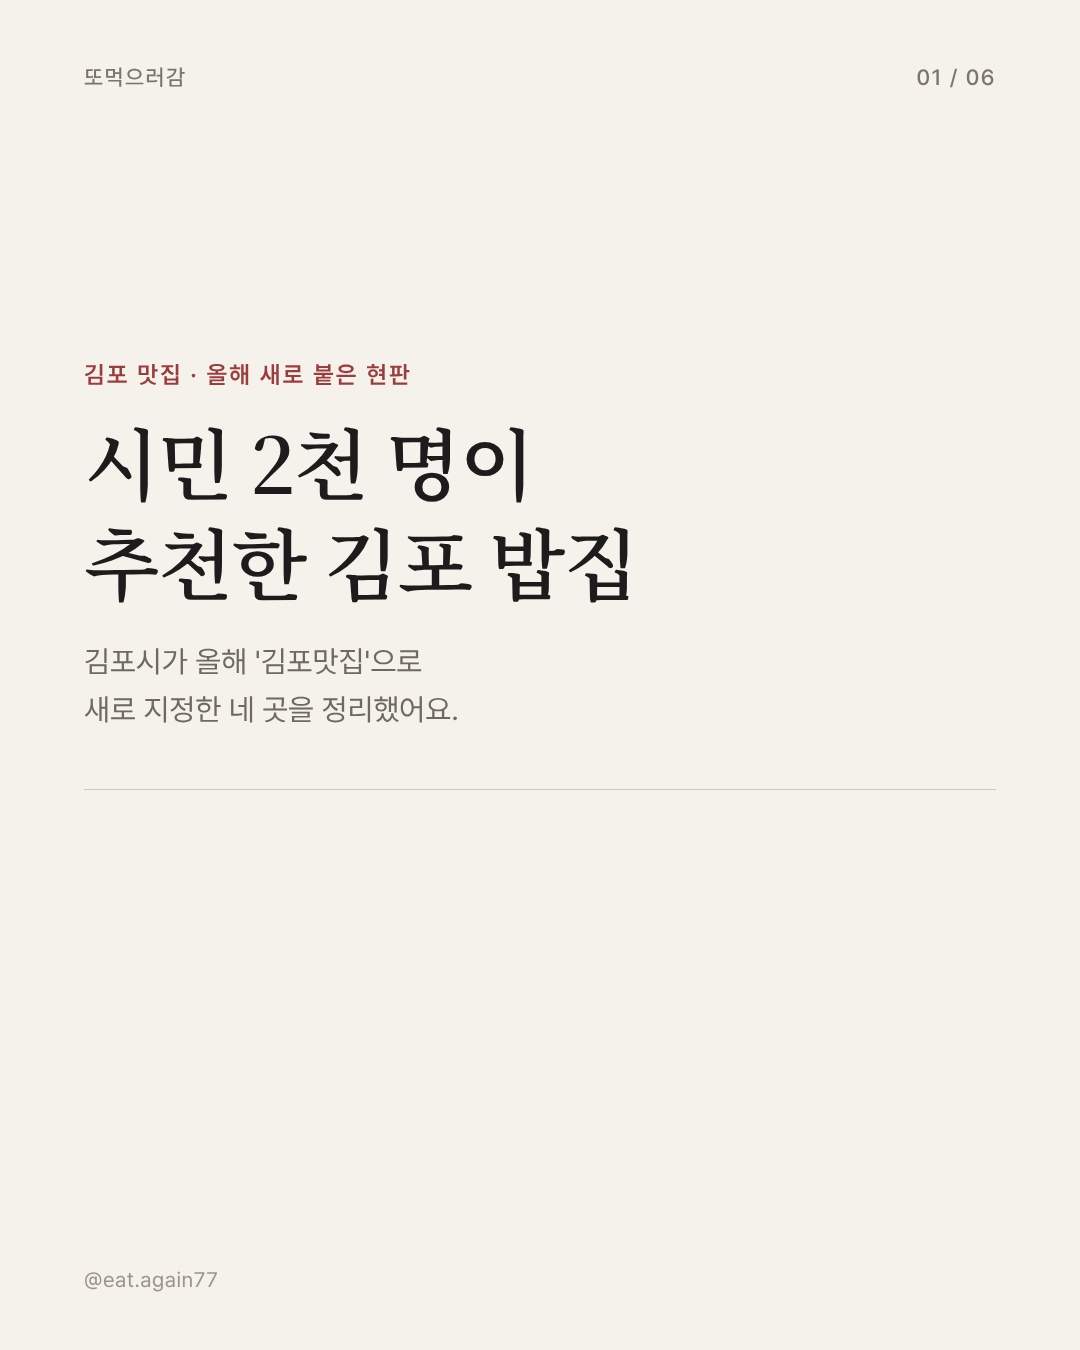 또먹으러감
01 / 06
김포 맛집 · 올해 새로 붙은 현판
시민 2천 명이
추천한 김포 밥집
김포시가 올해 '김포맛집'으로
새로 지정한 네 곳을 정리했어요.
@eat.again77